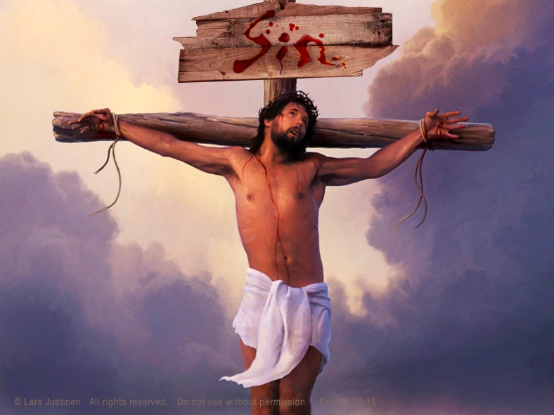 Sin
© Lars Justinen   All rights reserved.   Do not use without permission.